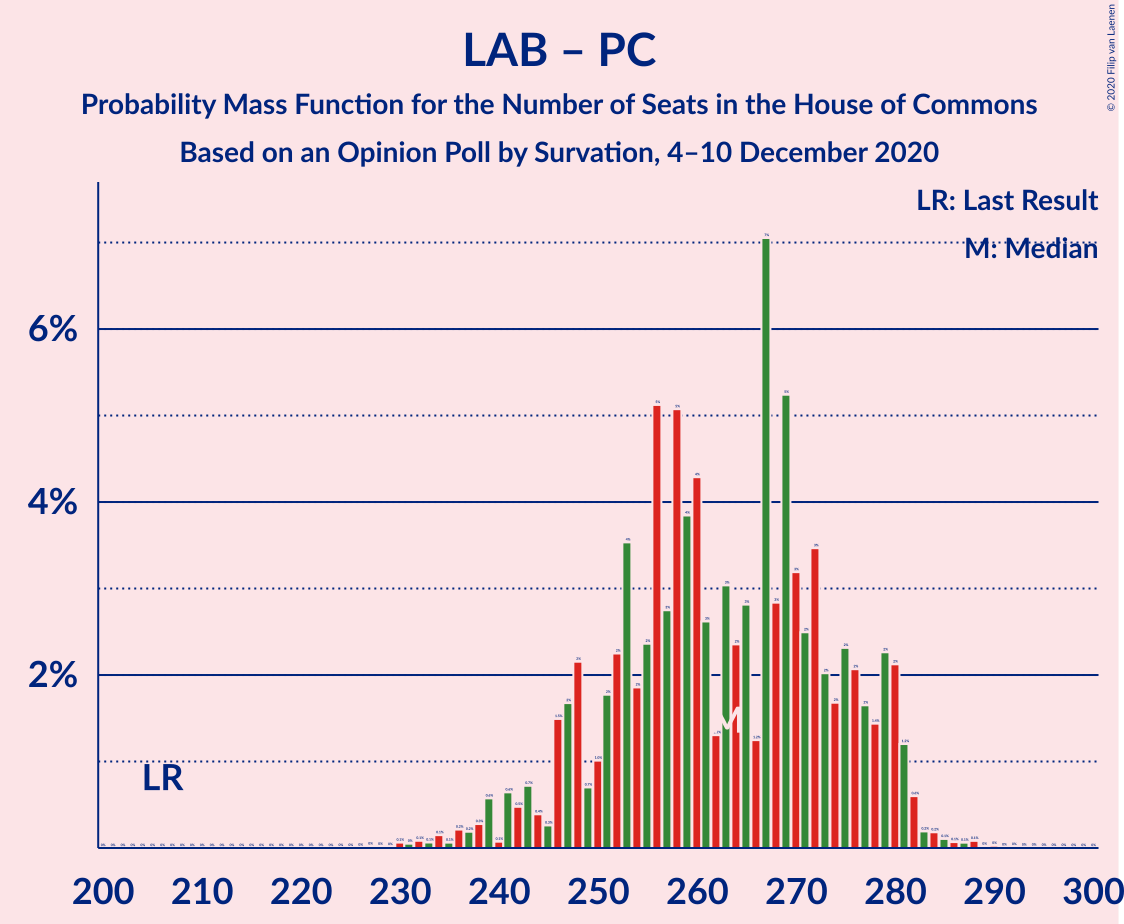 LAB – PC
Probability Mass Function for the Number of Seats in the House of Commons
Based on an Opinion Poll by Survation, 4–10 December 2020
© 2020 Filip van Laenen
LR: Last Result
M: Median
6%
4%
2%
LR
M
200 210 220 230 240 250 260 270 280 290 300